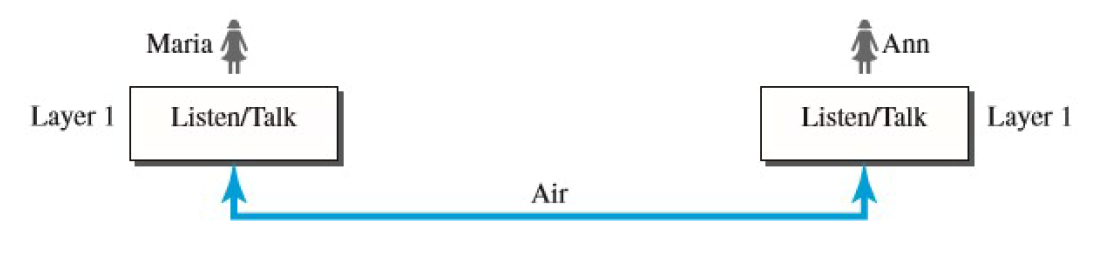 Maria
Ann
Layer 1
Listen/Talk
Listen/Talk
Layer 1
Air